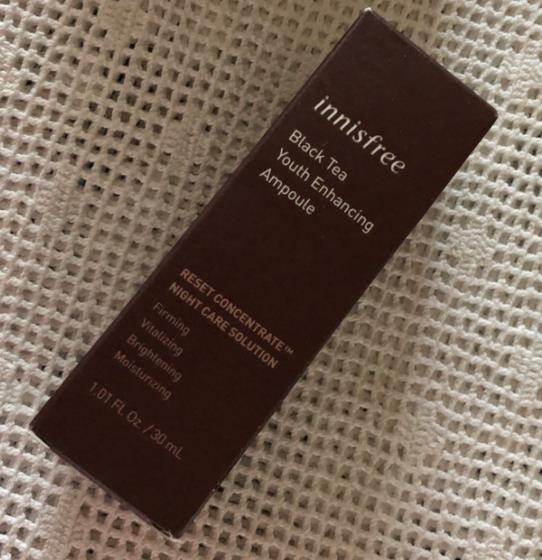 innisfree
Black Tea
Youth Enhancing
Ampoule
RESET CONCENTRATE™
NIGHT CARE SOLUTION
Firming
Vitalizing
Brightening
Moisturizing
1.01 Fl. Oz. / 30 mL